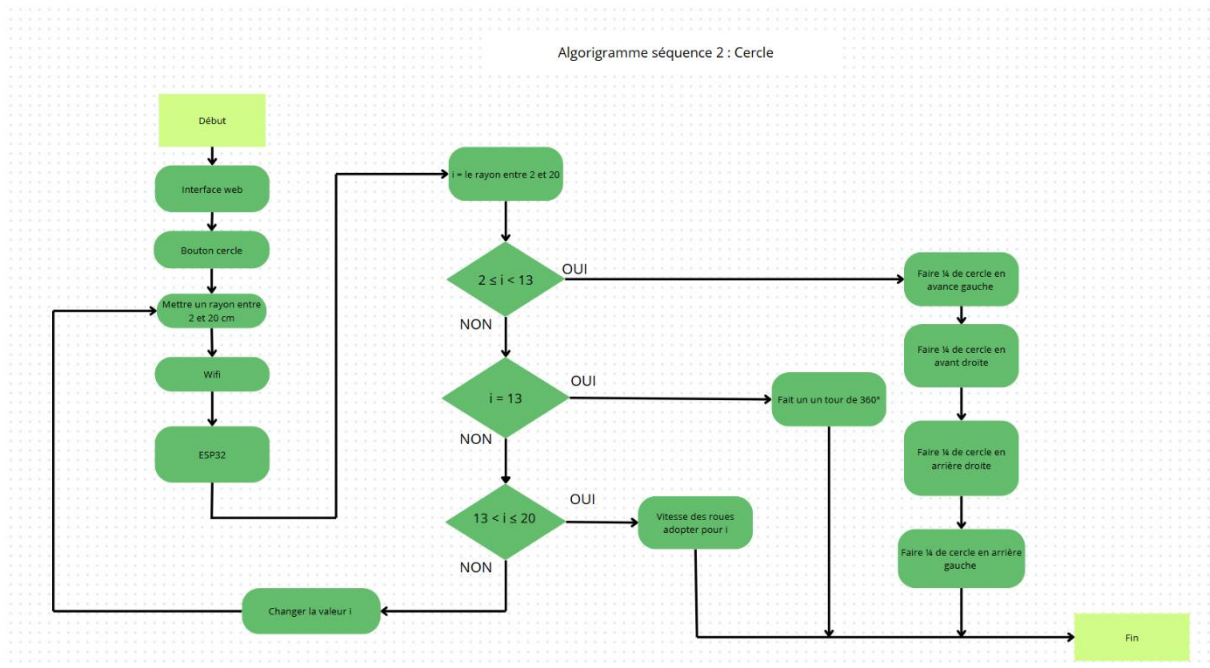 Algorigramme séquence 2 : Cercle
Début
Interface web
Bouton cercle
Mettre un rayon entre
2 et 20 cm
Wifi
ESP32
i = le rayon entre 2 et 20
2 ≤ i < 13
OUI
NON
i = 13
OUI
NON
13 < i ≤ 20
OUI
NON
Changer la valeur i
Vitesse des roues
adopter pour i
Fait un un tour de 360°
Faire ¼ de cercle en
avance gauche
Faire ¼ de cercle en
avant droite
Faire ¼ de cercle en
arrière droite
Faire ¼ de cercle en arrière
gauche
Fin